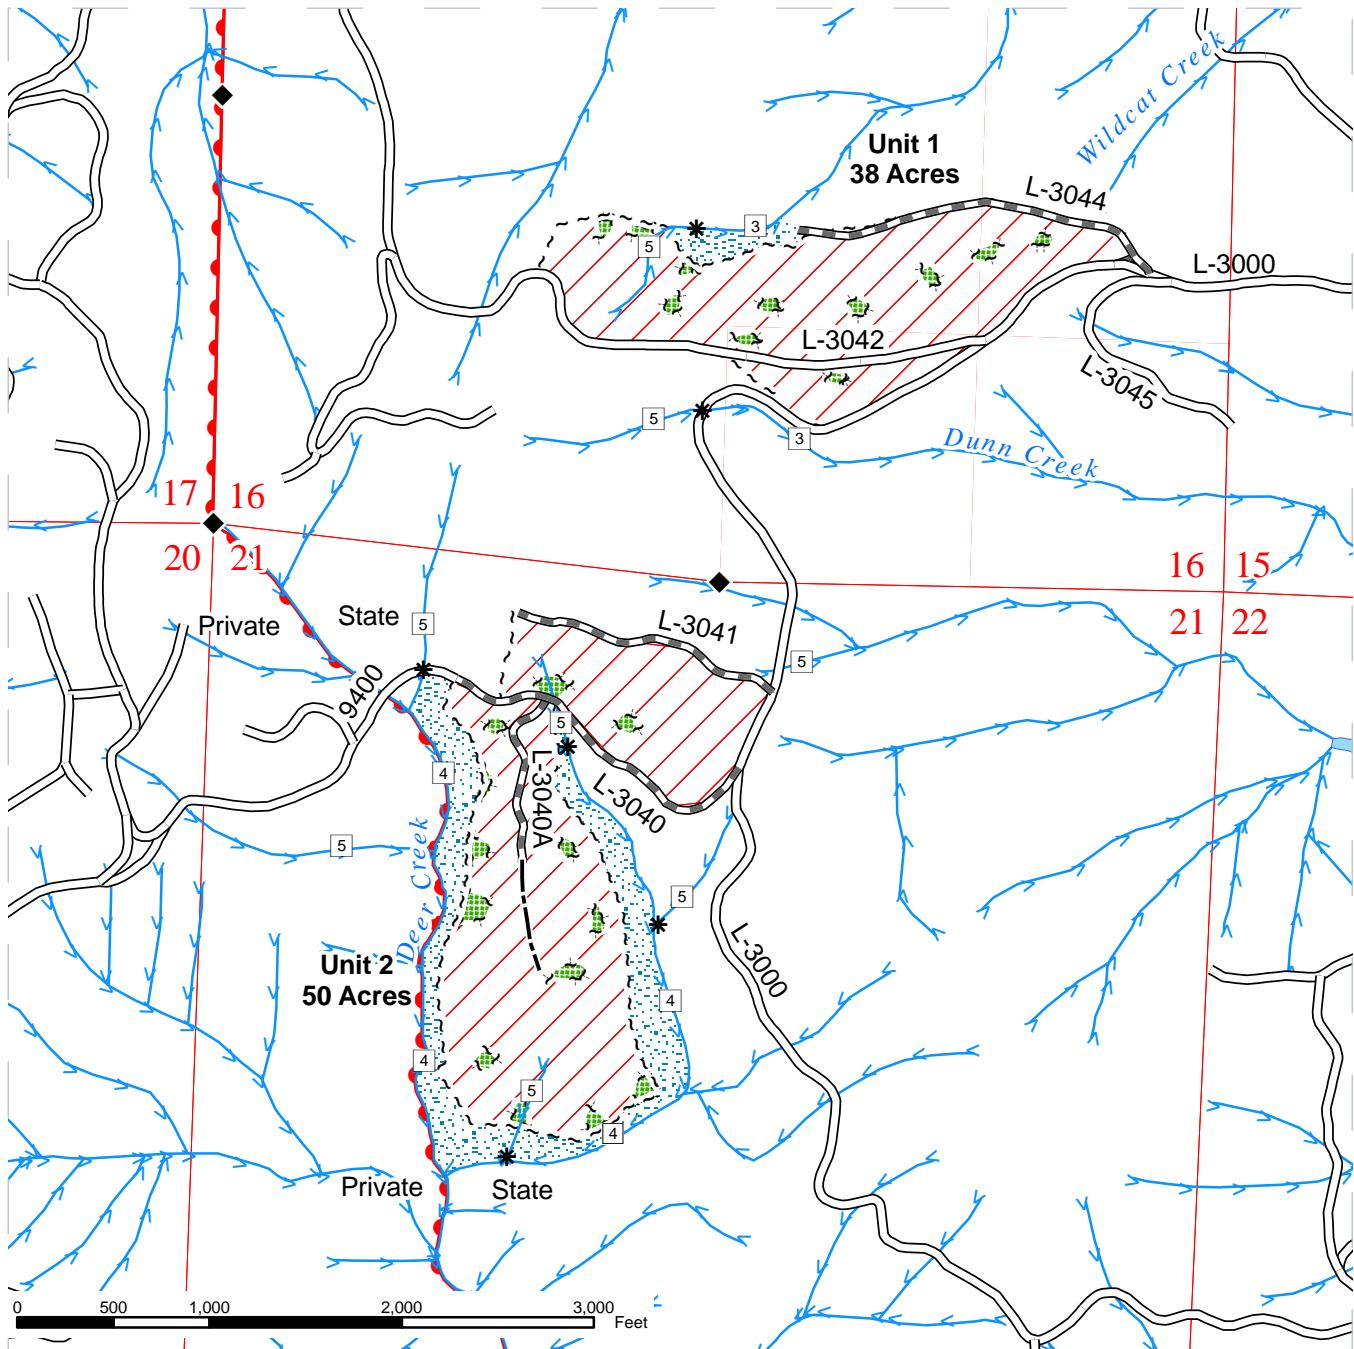 Wildcat Creek
Unit 1
38 Acres
L-3044
3
5
L-3000
L-3042
L-3045
5
3
Dunn Creek
17 16
20 21
16 15
21 22
Private
State
5
L-3041
5
9400
5
4
L-3040A
L-3040
5
Deer Creek
5
L-3000
Unit 2
50 Acres
4
4
5
4
Private
State
0 500 1,000 2,000 3,000
Feet